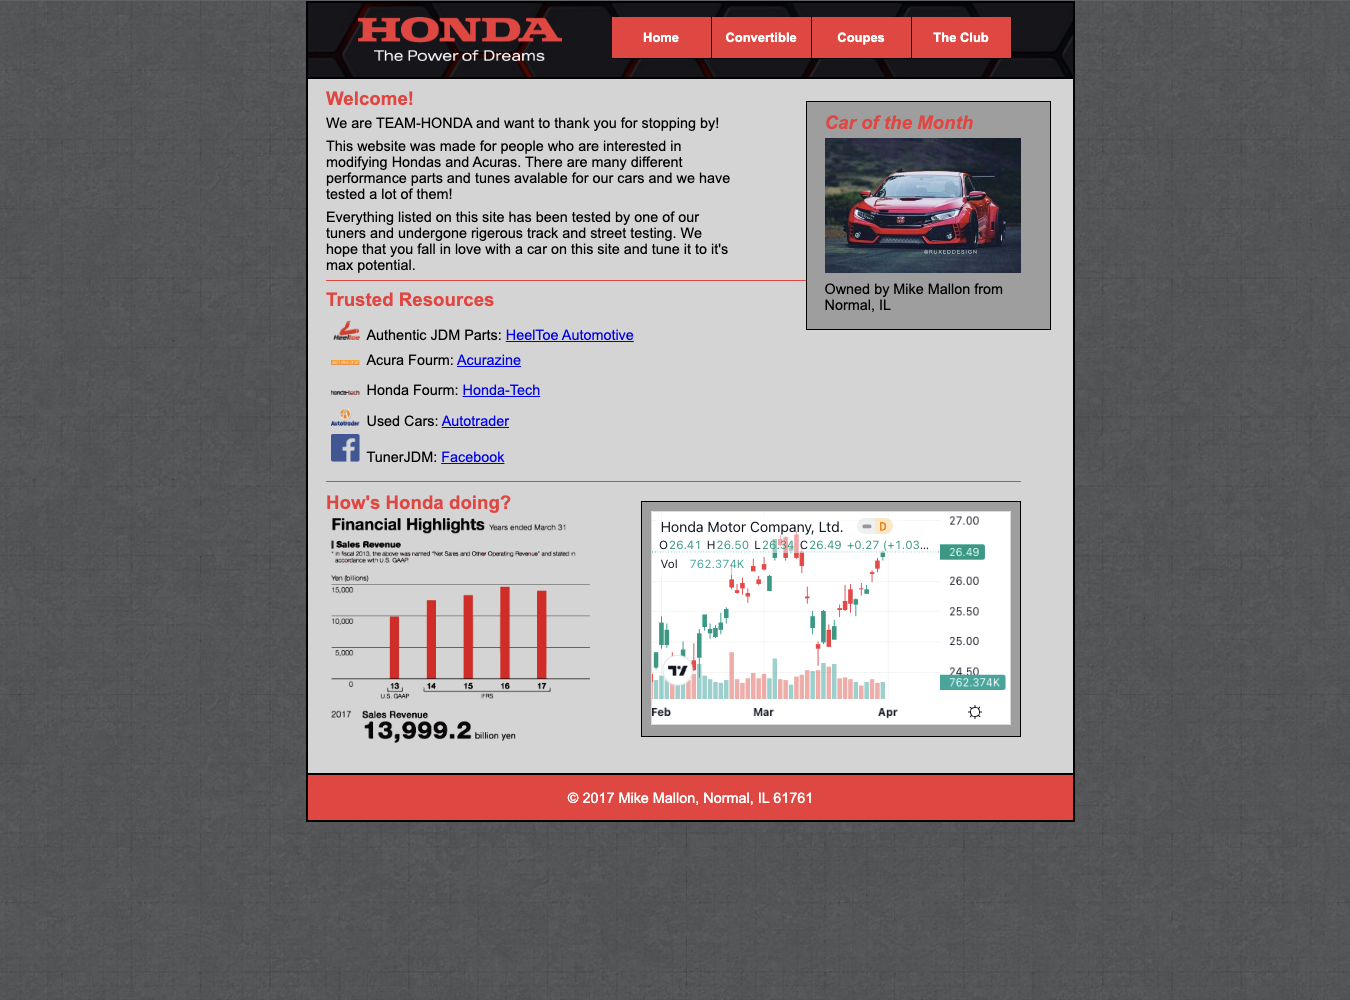 HONDA
The Power of Dreams
Home
Convertible
Coupes
The Club
Welcome!
We are TEAM-HONDA and want to thank you for stopping by!
This website was made for people who are interested in
modifying Hondas and Acuras. There are many different
performance parts and tunes avalable for our cars and we have
tested a lot of them!
Everything listed on this site has been tested by one of our
tuners and undergone rigerous track and street testing. We
hope that you fall in love with a car on this site and tune it to it's
max potential.
Car of the Month
@RUKEDDESIGN
Owned by Mike Mallon from
Normal, IL
Trusted Resources
HeelToe
Authentic JDM Parts: HeelToe Automotive
Acura Fourm: Acurazine
honda-tech
Honda Fourm: Honda-Tech
Autotrader
Used Cars: Autotrader
TunerJDM: Facebook
How's Honda doing?
Financial Highlights Years ended March 31
Sales Revenue
* In fiscal 2013, the above was named "Net Sales and Other Operating Revenue" and stated in
accordance with U.S. GAAP.
Yen (billions)
15,000
10,000
5,000
0
13 14 15 16 17
U.S. GAAP
IFRS
2017 Sales Revenue
13,999.2 billion yen
Honda Motor Company, Ltd.
D
O26.41 H26.50 L26.34 C26.49 +0.27 (+1.03...
Vol 762.374K
27.00
26.49
26.00
25.50
25.00
24.50
762.374K
Feb
Mar
Apr
© 2017 Mike Mallon, Normal, IL 61761